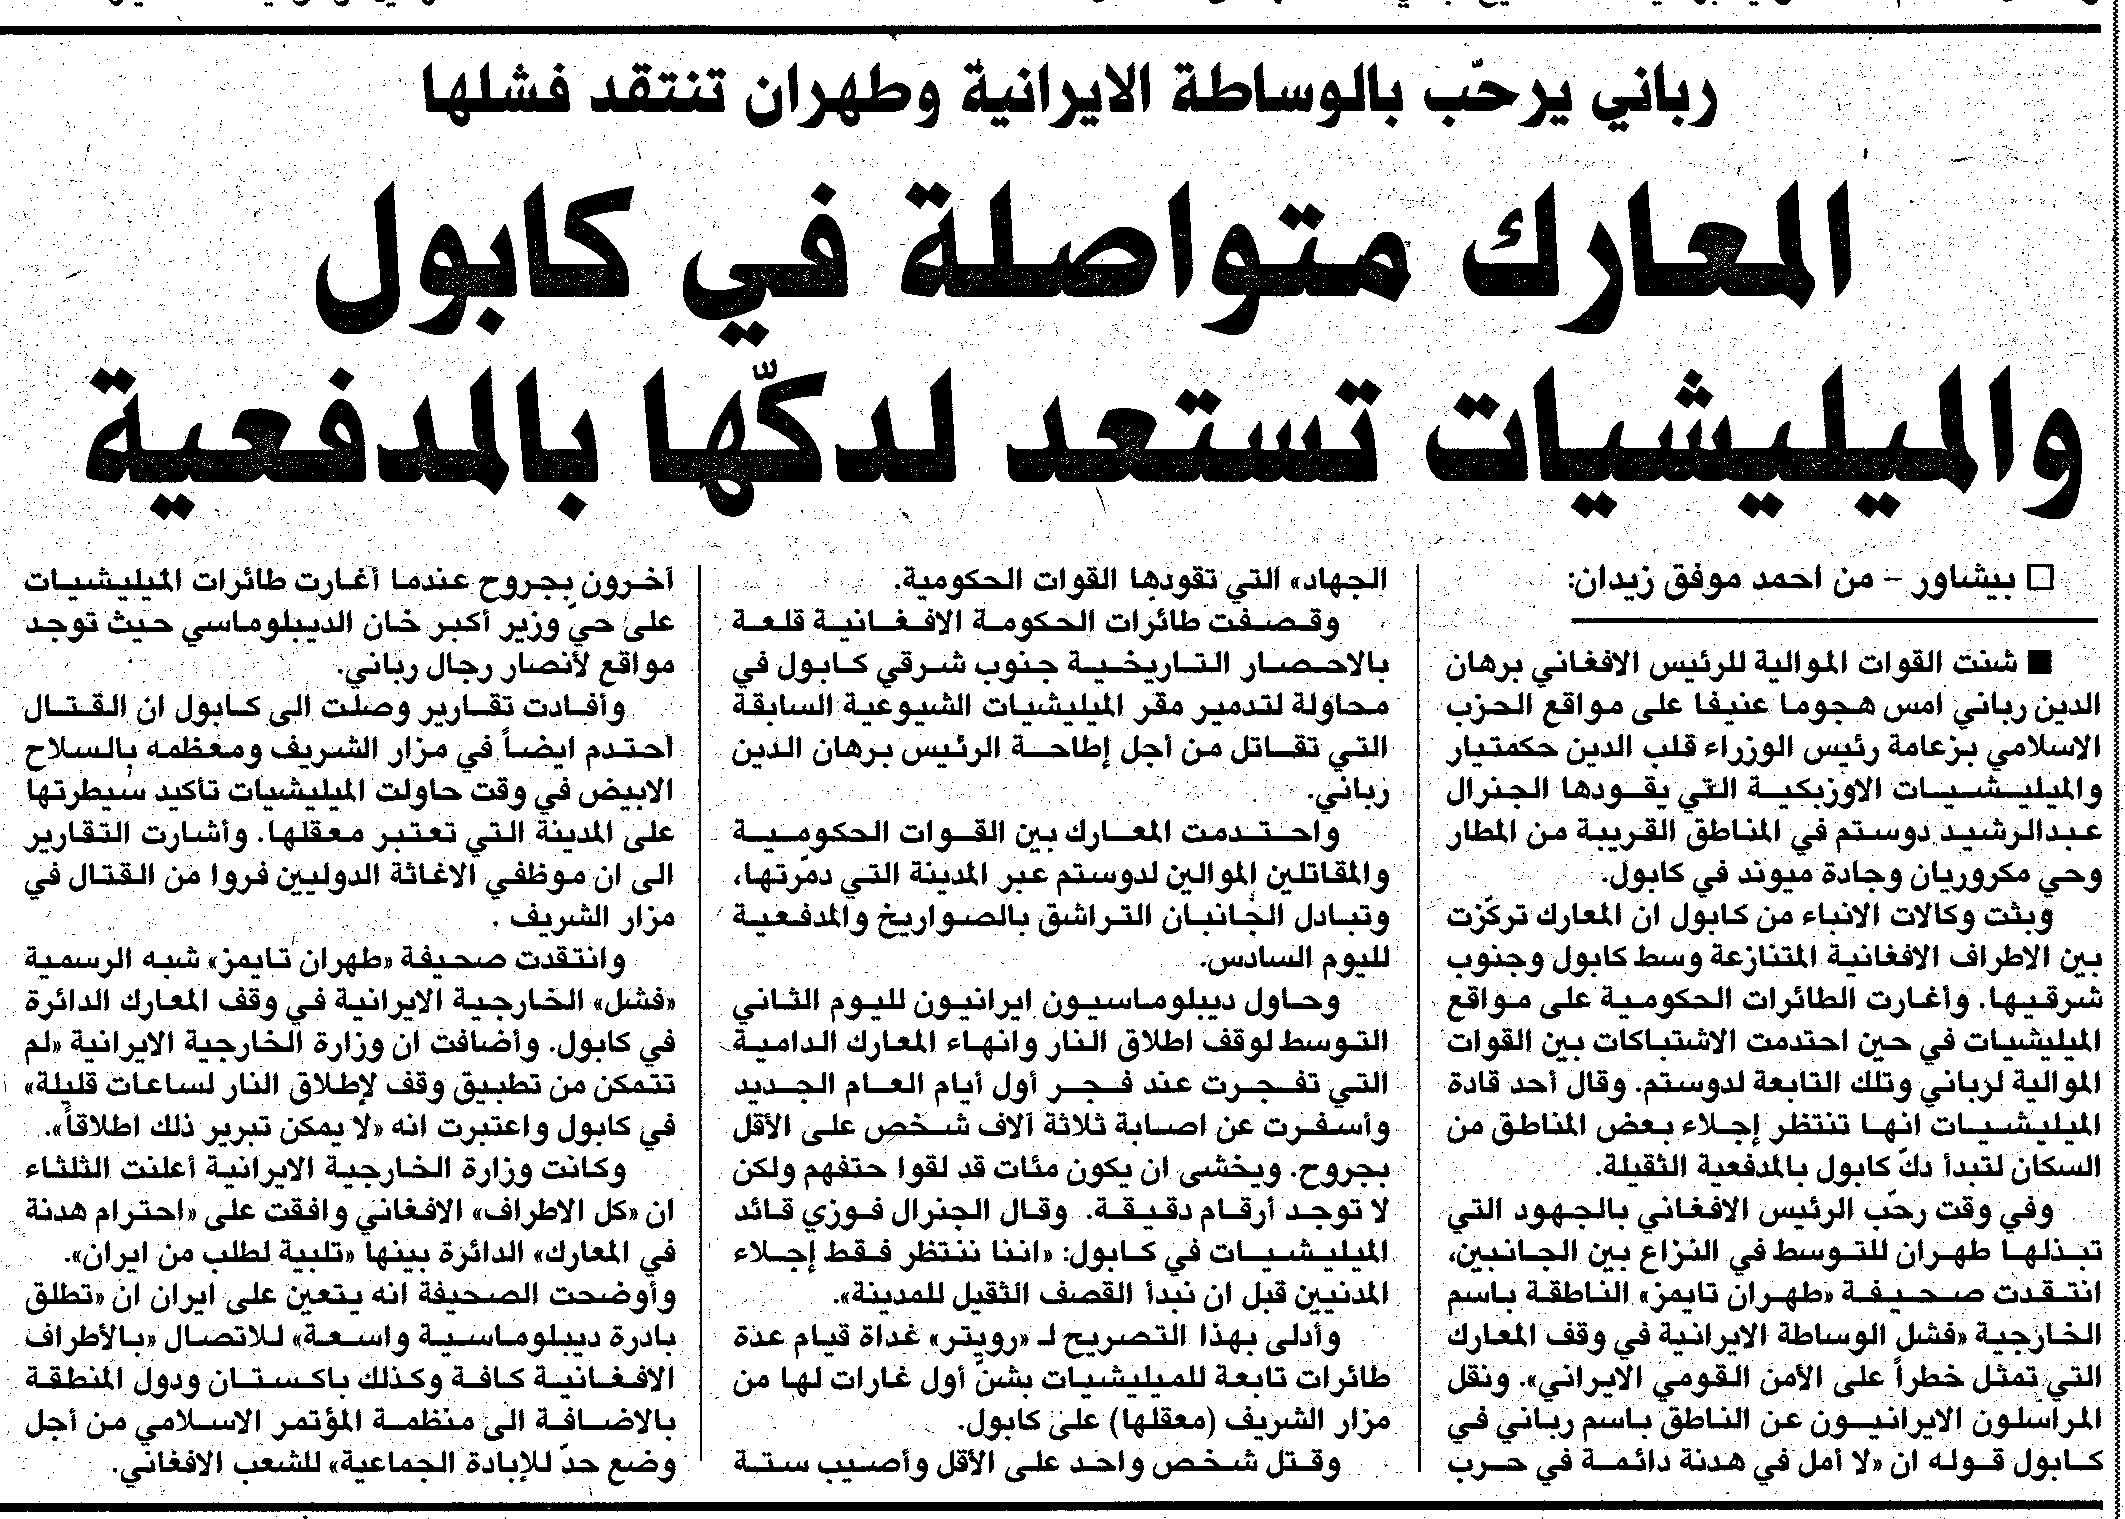 رباني يرحّب بالوساطة الايرانية وطهران تنتقد فشلها
المعارك متواصلة في كابول
والميليشيات تستعد لدكّها بالمدفعية
□ بيشاور - من احمد موفق زيدان:
■ شنت القوات الموالية للرئيس الافغاني برهان
الدين رباني امس هجوما عنيفا على مواقع الحزب
الاسلامي بزعامة رئيس الوزراء قلب الدين حكمتيار
والميليشيات الاوزبكية التي يقودها الجنرال
عبدالرشيد دوستم في المناطق القريبة من المطار
وحي مكروريان وجادة ميوند في كابول.
وبثت وكالات الانباء من كابول ان المعارك تركّزت
بين الاطراف الافغانية المتنازعة وسط كابول وجنوب
شرقيها. وأغارت الطائرات الحكومية على مواقع
الميليشيات في حين احتدمت الاشتباكات بين القوات
الموالية لرباني وتلك التابعة لدوستم. وقال أحد قادة
الميليشيات انها تنتظر إجلاء بعض المناطق من
السكان لتبدأ دكّ كابول بالمدفعية الثقيلة.
وفي وقت رحّب الرئيس الافغاني بالجهود التي
تبذلها طهران للتوسط في النزاع بين الجانبين،
انتقدت صحيفة «طهران تايمز» الناطقة باسم
الخارجية «فشل الوساطة الايرانية في وقف المعارك
التي تمثل خطراً على الأمن القومي الايراني». ونقل
المراسلون الايرانيون عن الناطق باسم رباني في
كابول قوله ان «لا أمل في هدنة دائمة في حرب
الجهاد» التي تقودها القوات الحكومية.
وقصفت طائرات الحكومة الافغانية قلعة
بالاحصار التاريخية جنوب شرقي كابول في
محاولة لتدمير مقر الميليشيات الشيوعية السابقة
التي تقاتل من أجل إطاحة الرئيس برهان الدين
رباني.
واحتدمت المعارك بين القوات الحكومية
والمقاتلين الموالين لدوستم عبر المدينة التي دمّرتها،
وتبادل الجانبان التراشق بالصواريخ والمدفعية
لليوم السادس.
وحاول ديبلوماسيون ايرانيون لليوم الثاني
التوسط لوقف اطلاق النار وانهاء المعارك الدامية
التي تفجرت عند فجر أول أيام العام الجديد
وأسفرت عن اصابة ثلاثة آلاف شخص على الأقل
بجروح. ويخشى ان يكون مئات قد لقوا حتفهم ولكن
لا توجد أرقام دقيقة. وقال الجنرال فوزي قائد
الميليشيات في كابول: «اننا ننتظر فقط إجلاء
المدنيين قبل ان نبدأ القصف الثقيل للمدينة».
وأدلى بهذا التصريح لـ «رويتر» غداة قيام عدة
طائرات تابعة للميليشيات بشنّ أول غارات لها من
مزار الشريف (معقلها) على كابول.
وقتل شخص واحد على الأقل وأصيب ستة
آخرون بجروح عندما أغارت طائرات الميليشيات
على حي وزير أكبر خان الديبلوماسي حيث توجد
مواقع لأنصار رجال رباني.
وأفادت تقارير وصلت الى كابول ان القتال
احتدم ايضاً في مزار الشريف ومعظمه بالسلاح
الابيض في وقت حاولت الميليشيات تأكيد سيطرتها
على المدينة التي تعتبر معقلها. وأشارت التقارير
الى ان موظفي الاغاثة الدوليين فروا من القتال في
مزار الشريف .
وانتقدت صحيفة «طهران تايمز» شبه الرسمية
«فشل» الخارجية الايرانية في وقف المعارك الدائرة
في كابول. وأضافت ان وزارة الخارجية الايرانية «لم
تتمكن من تطبيق وقف لإطلاق النار لساعات قليلة»
في كابول واعتبرت انه «لا يمكن تبرير ذلك اطلاقاً».
وكانت وزارة الخارجية الايرانية أعلنت الثلثاء
ان «كل الاطراف» الافغاني وافقت على «احترام هدنة
في المعارك» الدائرة بينها «تلبية لطلب من ايران».
وأوضحت الصحيفة انه يتعين على ايران ان «تطلق
بادرة ديبلوماسية واسعة» للاتصال «بالأطراف
الافغانية كافة وكذلك باكستان ودول المنطقة
بالاضافة الى منظمة المؤتمر الاسلامي من أجل
وضع حدّ للإبادة الجماعية» للشعب الافغاني.